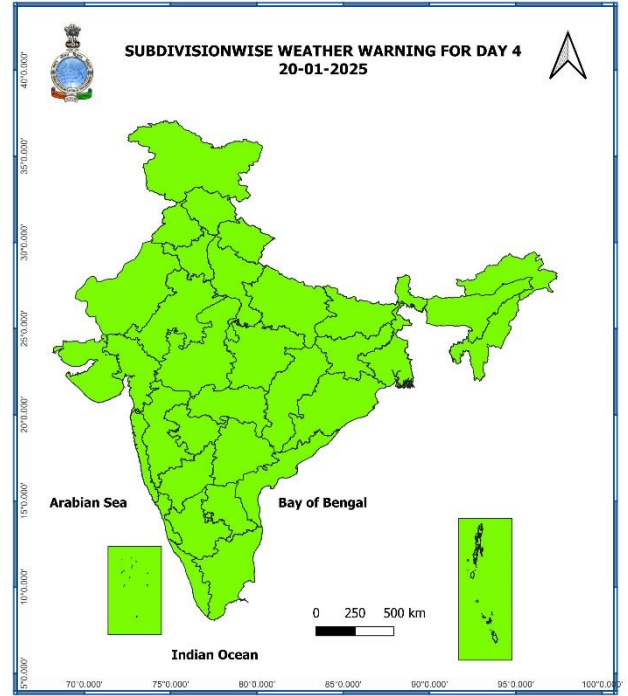 SUBDIVISIONWISE WEATHER WARNING FOR DAY 4
20-01-2025
40°0.000'
35°0.000'
30°0.000'
25°0.000'
20°0.000'
15°0.000'
10°0.000'
5°0.000'
Arabian Sea
Bay of Bengal
0 250 500 km
Indian Ocean
70°0.000' 75°0.000' 80°0.000' 85°0.000' 90°0.000' 95°0.000' 100°0.000'